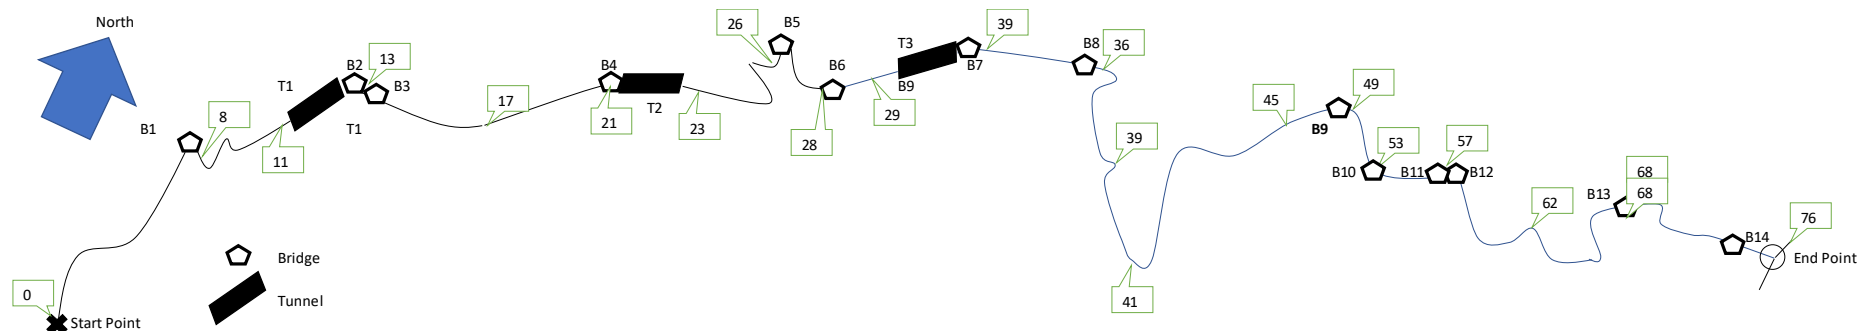 North
26
B5
39
T3
B8
36
B2
13
T1
B3
B6
B7
B4
B9
8
B1
17
T1
21
T2
23
28
29
11
45
49
B9
39
53
57
B10
B11
B12
68
68
B13
62
76
B14
End Point
Bridge
0
Tunnel
41
Start Point